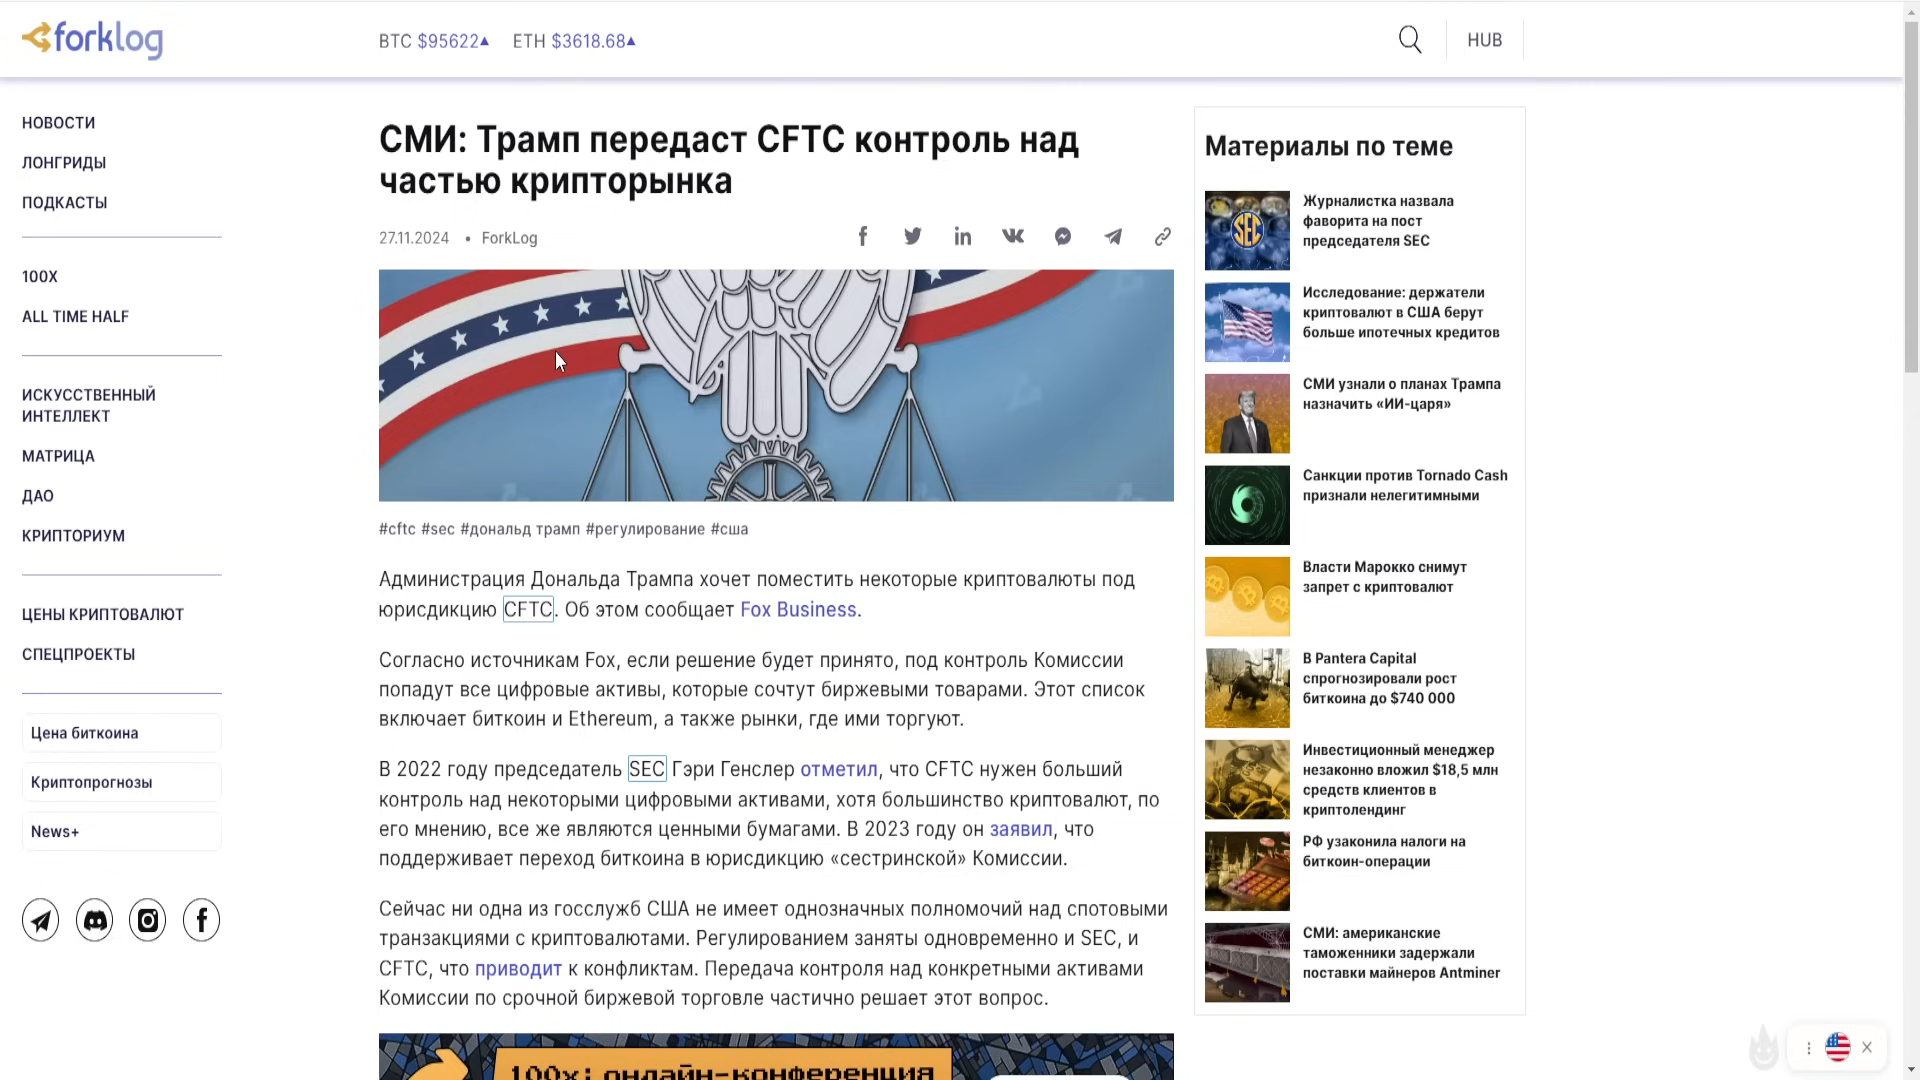 forklog
BTC $95622▲ ETH $3618.68▲
HUB
НОВОСТИ
ЛОНГРИДЫ
ПОДКАСТЫ
100X
ALL TIME HALF
ИСКУССТВЕННЫЙ
ИНТЕЛЛЕКТ
МАТРИЦА
ДАО
КРИПТОРИУМ
ЦЕНЫ КРИПТОВАЛЮТ
СПЕЦПРОЕКТЫ
Цена биткоина
Криптопрогнозы
News+
СМИ: Трамп передаст CFTC контроль над
частью крипторынка
27.11.2024 • ForkLog
#cftc #sec #дональд трамп #регулирование #сша
Администрация Дональда Трампа хочет поместить некоторые криптовалюты под
юрисдикцию CFTC. Об этом сообщает Fox Business.
Согласно источникам Fox, если решение будет принято, под контроль Комиссии
попадут все цифровые активы, которые сочтут биржевыми товарами. Этот список
включает биткоин и Ethereum, а также рынки, где ими торгуют.
В 2022 году председатель SEC Гэри Генслер отметил, что CFTC нужен больший
контроль над некоторыми цифровыми активами, хотя большинство криптовалют, по
его мнению, все же являются ценными бумагами. В 2023 году он заявил, что
поддерживает переход биткоина в юрисдикцию «сестринской» Комиссии.
Сейчас ни одна из госслужб США не имеет однозначных полномочий над спотовыми
транзакциями с криптовалютами. Регулированием заняты одновременно и SEC, и
CFTC, что приводит к конфликтам. Передача контроля над конкретными активами
Комиссии по срочной биржевой торговле частично решает этот вопрос.
100x: онлайн-конференция
Материалы по теме
SEC
Журналистка назвала
фаворита на пост
председателя SEC
Исследование: держатели
криптовалют в США берут
больше ипотечных кредитов
СМИ узнали о планах Трампа
назначить «ИИ-царя»
Санкции против Tornado Cash
признали нелегитимными
Власти Марокко снимут
запрет с криптовалют
В Pantera Capital
спрогнозировали рост
биткоина до $740 000
Инвестиционный менеджер
незаконно вложил $18,5 млн
средств клиентов в
криптолендинг
РФ узаконила налоги на
биткоин-операции
СМИ: американские
таможенники задержали
поставки майнеров Antminer